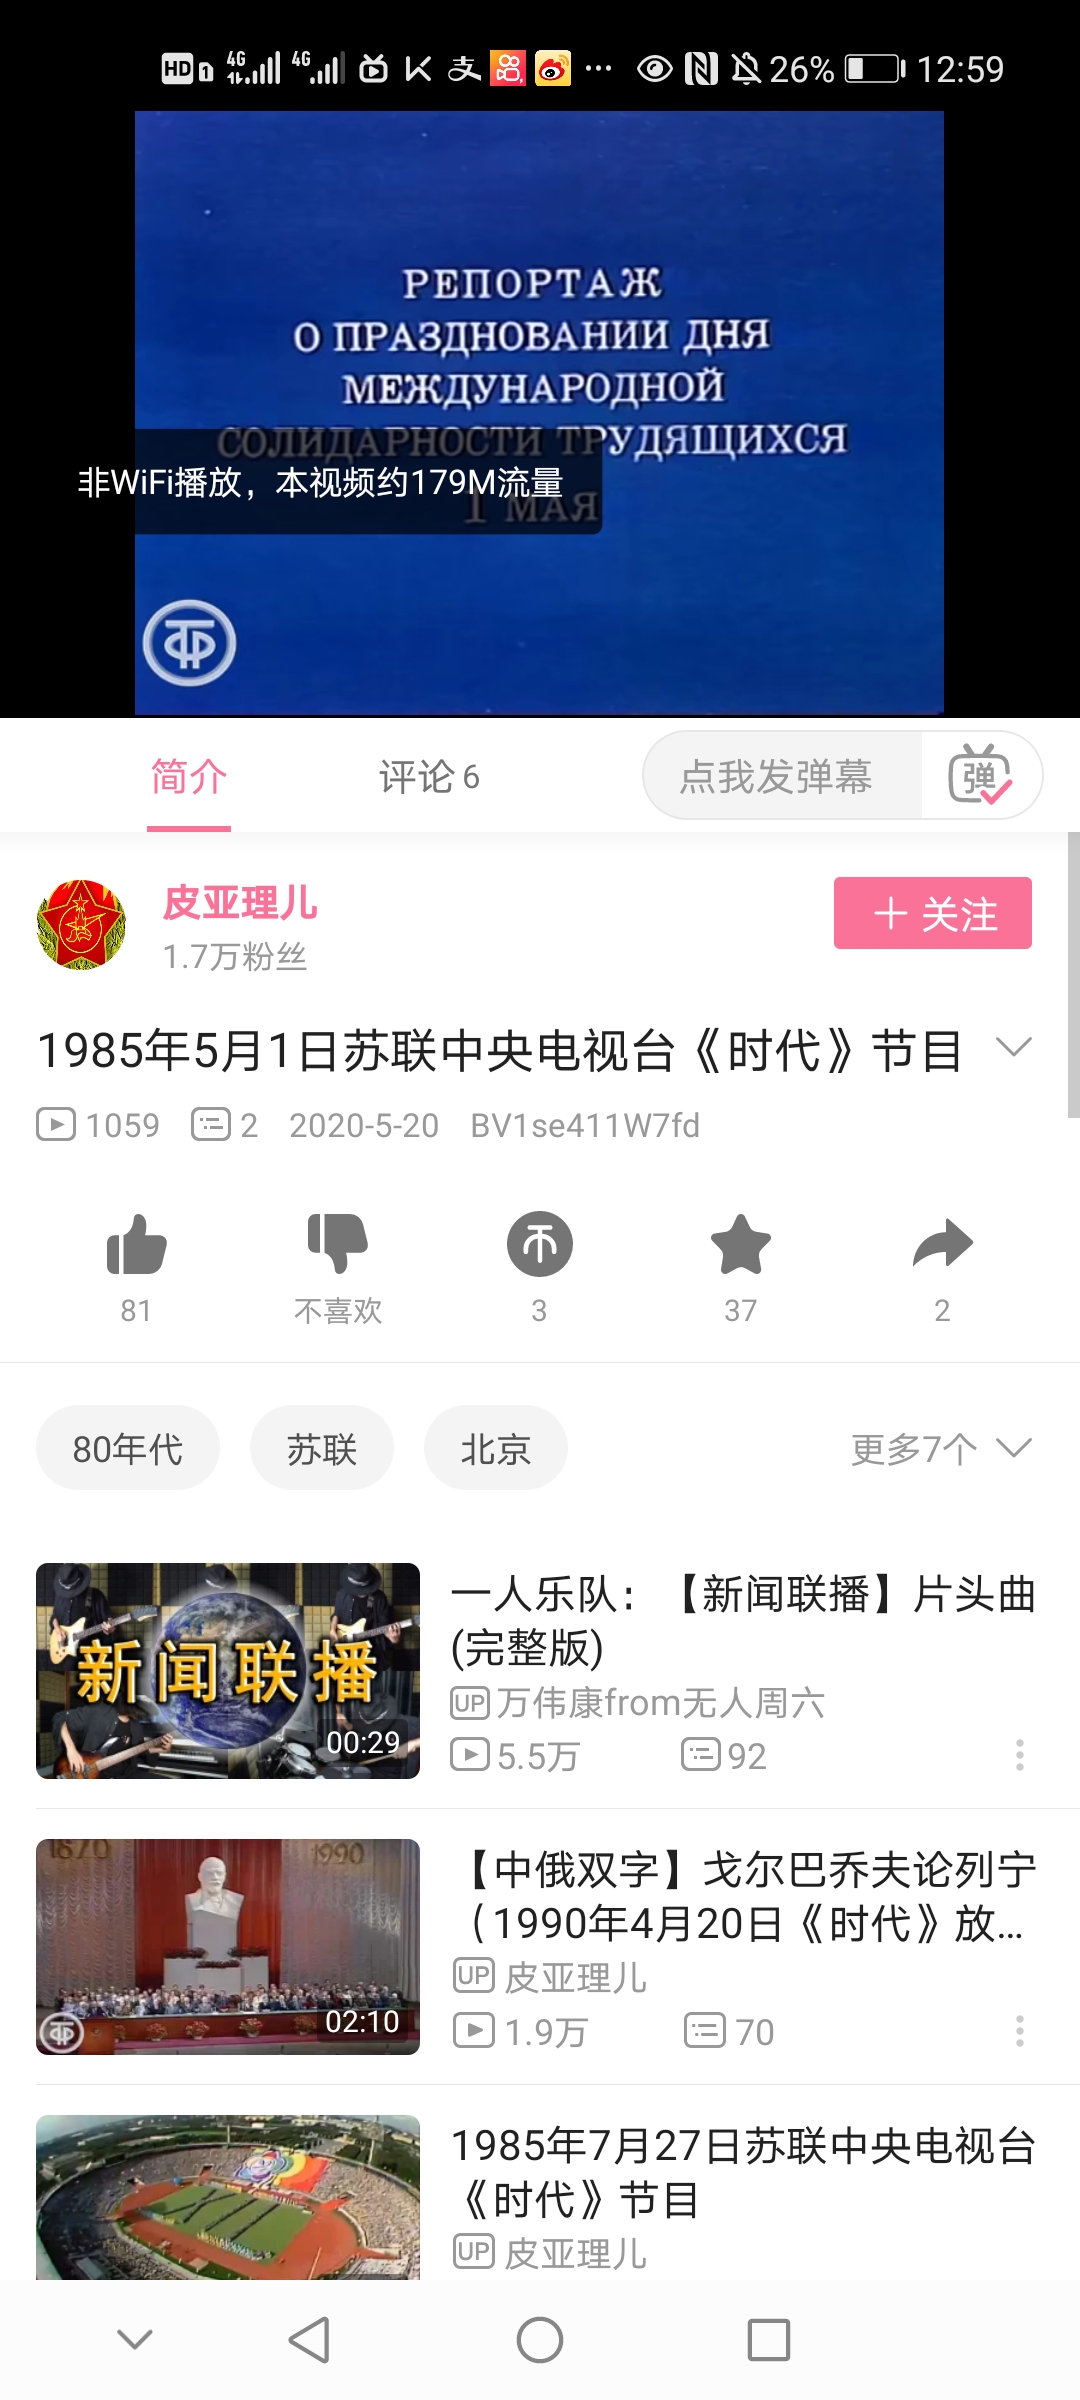 HD 1 4G 4G 支 26% 12:59
РЕПОРТАЖ
О ПРАЗДНОВАНИИ ДНЯ
МЕЖДУНАРОДНОЙ
СОЛИДАРНОСТИ ТРУДЯЩИХСЯ
非WiFi播放，本视频约179M流量
1 МАЯ
简介 评论 6 点我发弹幕 弹
皮亚理儿
1.7万粉丝
＋ 关注
1985年5月1日苏联中央电视台《时代》节目
1059 2 2020-5-20 BV1se411W7fd
81 不喜欢 3 37 2
80年代 苏联 北京 更多7个
新闻联播
00:29
一人乐队：【新闻联播】片头曲
(完整版)
UP 万伟康from无人周六
5.5万 92
1870 1990
02:10
【中俄双字】戈尔巴乔夫论列宁
（1990年4月20日《时代》放...
UP 皮亚理儿
1.9万 70
1985年7月27日苏联中央电视台
《时代》节目
UP 皮亚理儿